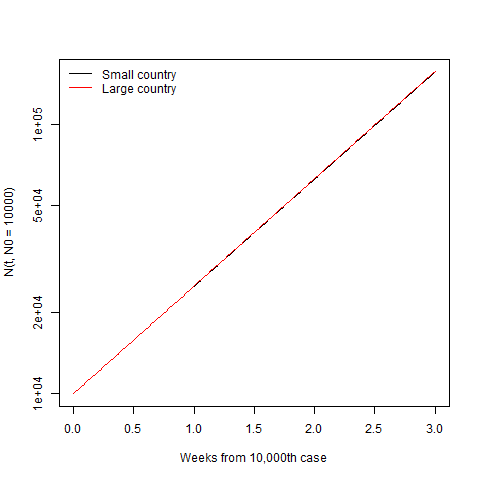 Small country
Large country
1e+05
5e+04
2e+04
1e+04
N(t, N0 = 10000)
0.0 0.5 1.0 1.5 2.0 2.5 3.0
Weeks from 10,000th case